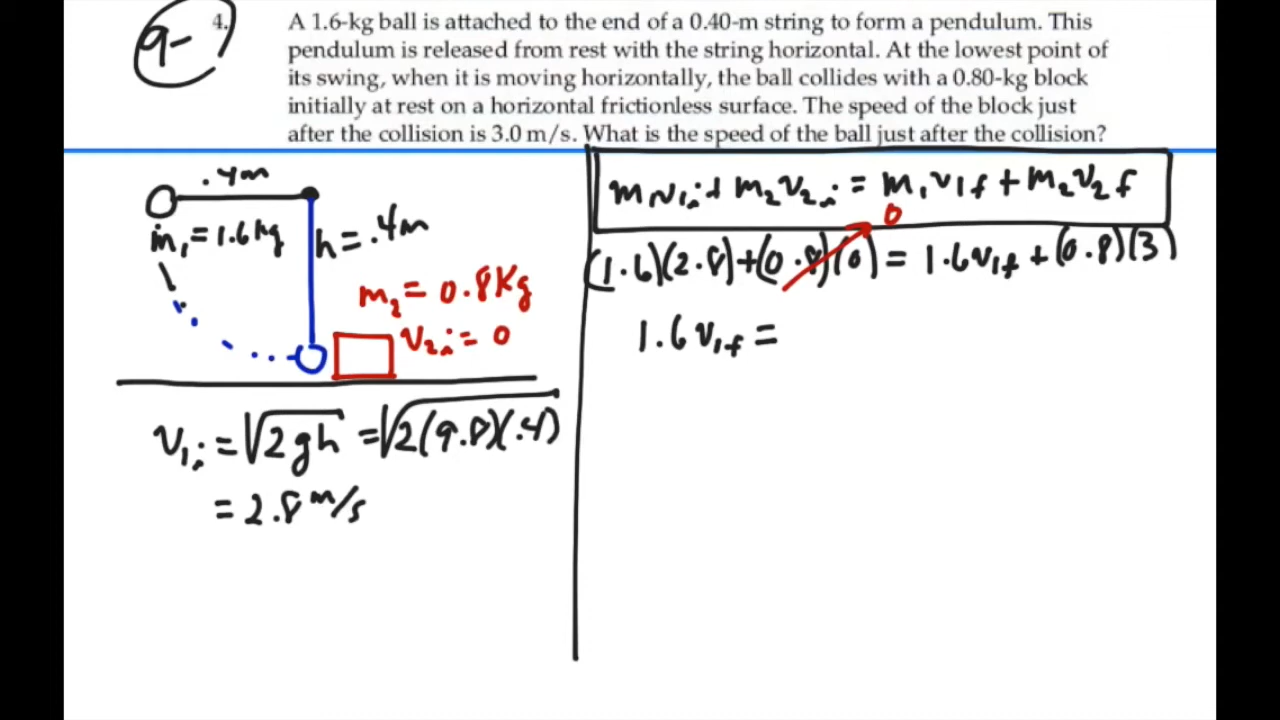 9-
4. A 1.6-kg ball is attached to the end of a 0.40-m string to form a pendulum. This
pendulum is released from rest with the string horizontal. At the lowest point of
its swing, when it is moving horizontally, the ball collides with a 0.80-kg block
initially at rest on a horizontal frictionless surface. The speed of the block just
after the collision is 3.0 m/s. What is the speed of the ball just after the collision?
.4m
m₁ = 1.6kg
h = .4m
m₂ = 0.8Kg
v₂ᵢ = 0
v₁ᵢ = √2gh = √2(9.8)(.4)
= 2.8 m/s
m₁v₁ᵢ + m₂v₂ᵢ = m₁v₁f + m₂v₂f
0
(1.6)(2.8)+(0.8)(0) = 1.6v₁f + (0.8)(3)
1.6v₁f =